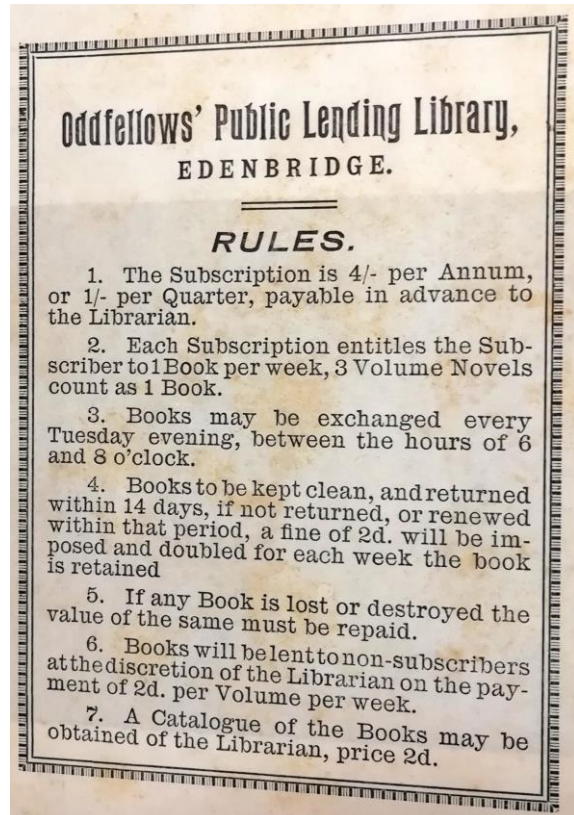 Oddfellows' Public Lending Library,
EDENBRIDGE.
RULES.
1. The Subscription is 4/- per Annum,
or 1/- per Quarter, payable in advance to
the Librarian.
2. Each Subscription entitles the Sub-
scriber to 1 Book per week, 3 Volume Novels
count as 1 Book.
3. Books may be exchanged every
Tuesday evening, between the hours of 6
and 8 o'clock.
4. Books to be kept clean, and returned
within 14 days, if not returned, or renewed
within that period, a fine of 2d. will be im-
posed and doubled for each week the book
is retained
5. If any Book is lost or destroyed the
value of the same must be repaid.
6. Books will be lent to non-subscribers
at the discretion of the Librarian on the pay-
ment of 2d. per Volume per week.
7. A Catalogue of the Books may be
obtained of the Librarian, price 2d.